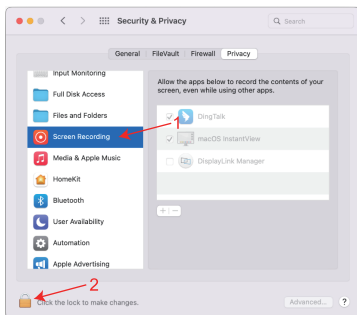 Security & Privacy
Search
General FileVault Firewall Privacy
Input Monitoring
Full Disk Access
Files and Folders
Screen Recording
Media & Apple Music
HomeKit
Bluetooth
User Availability
Automation
Apple Advertising
Allow the apps below to record the contents of your
screen, even while using other apps.
1
DingTalk
macOS InstantView
DisplayLink Manager
+ −
2
Click the lock to make changes.
Advanced... ?